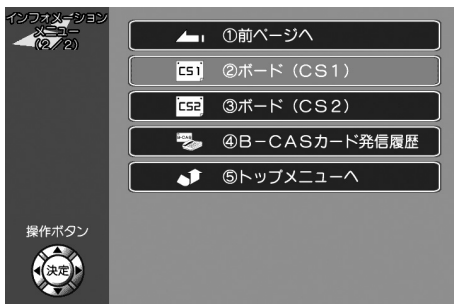 インフォメーション
メニュー
(2/2)
①前ページへ
CS1 ②ボード(CS1)
CS2 ③ボード(CS2)
B-CAS ④B-CASカード発信履歴
⑤トップメニューへ
操作ボタン
決定